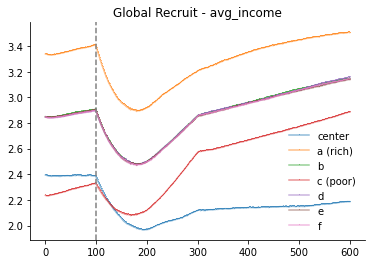 Global Recruit - avg_income
3.4
3.2
3.0
2.8
2.6
2.4
2.2
2.0
center
a (rich)
b
c (poor)
d
e
f
0 100 200 300 400 500 600